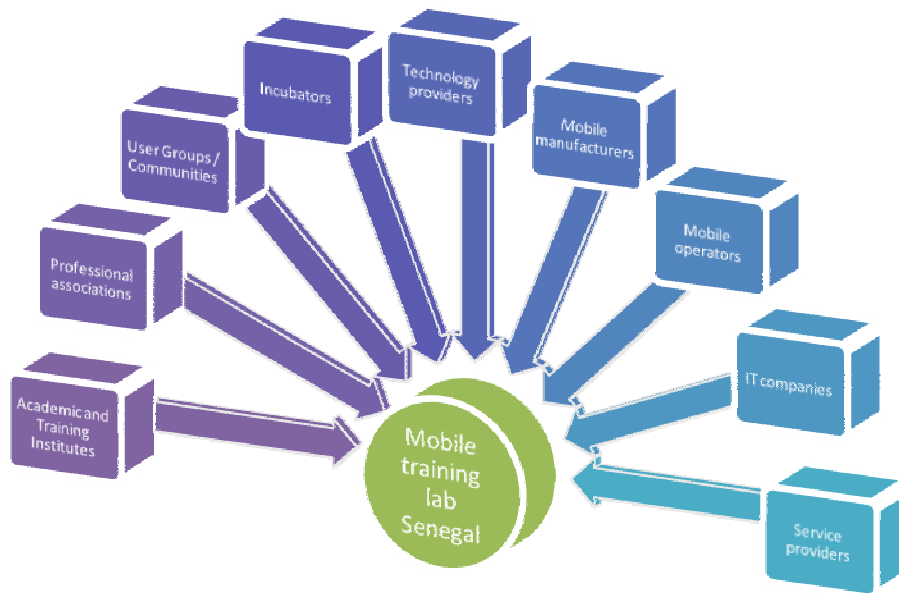 Incubators
Technology
providers
Mobile
manufacturers
User Groups /
Communities
Mobile
operators
Professional
associations
IT companies
Academic and
Training
Institutes
Mobile
training
lab
Senegal
Service
providers